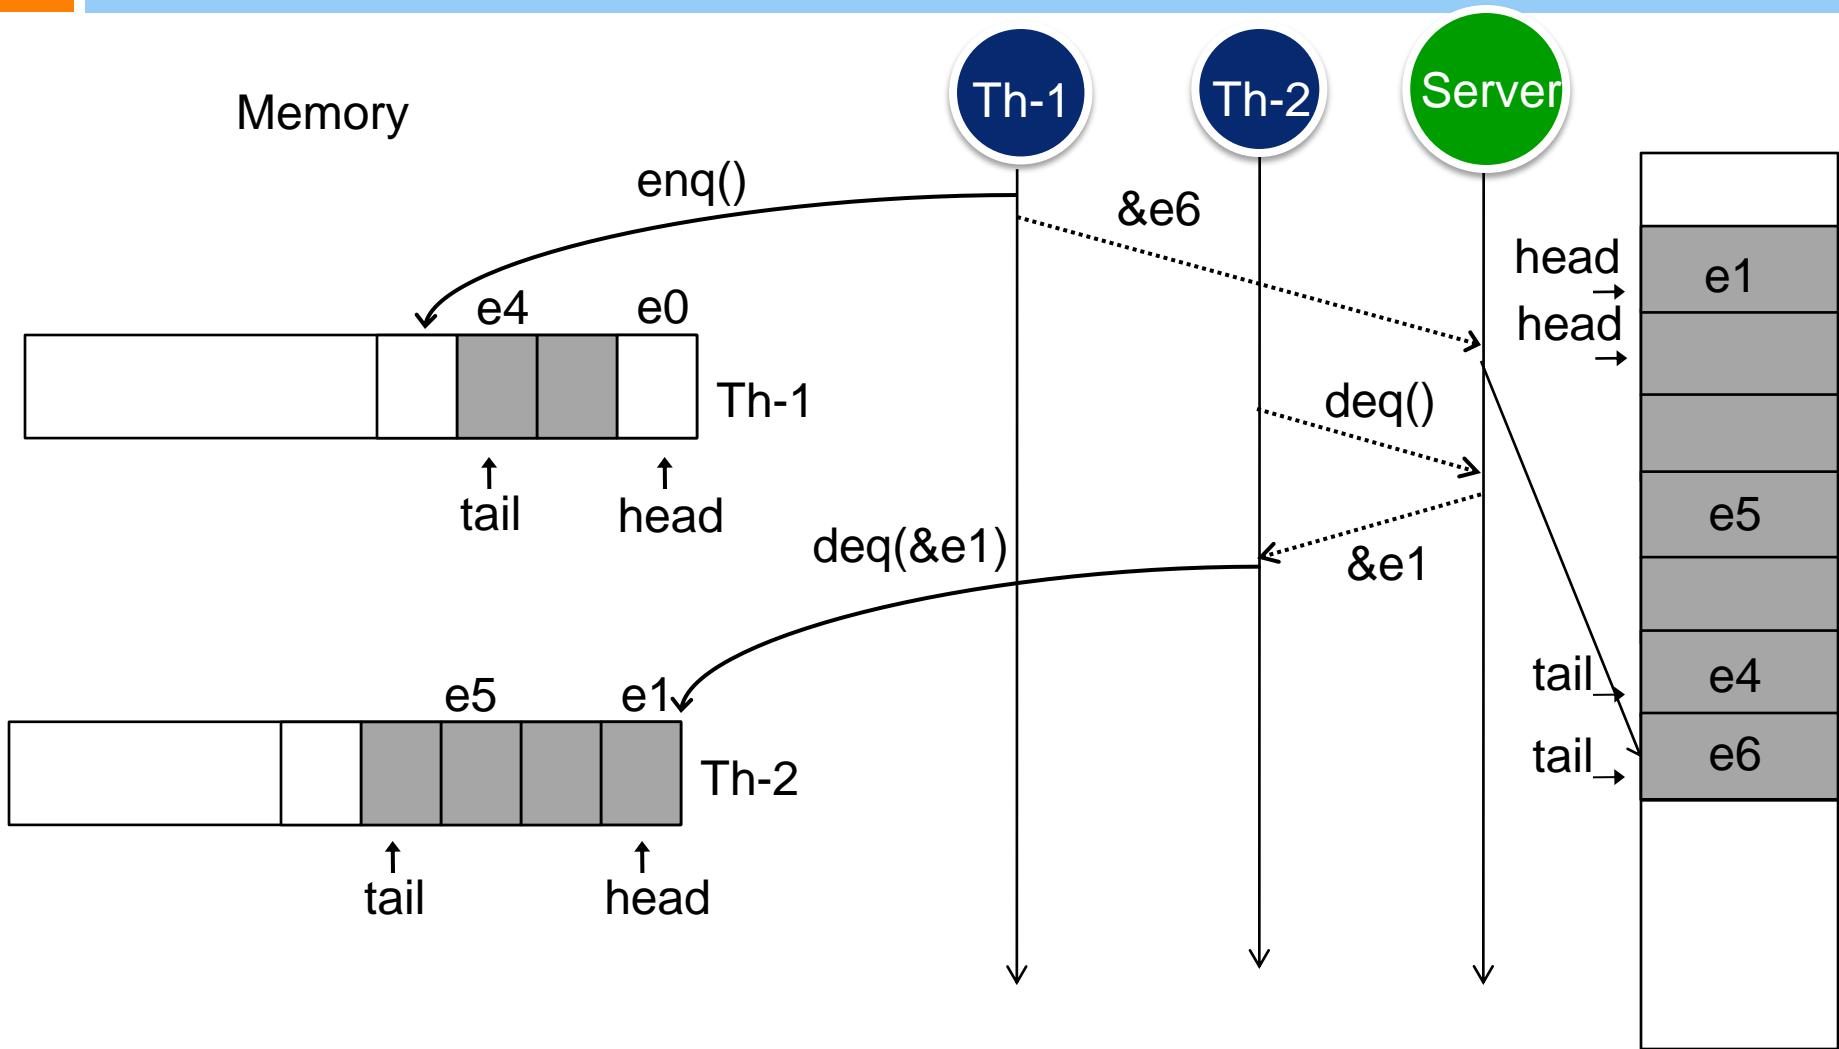 Th-1
Th-2
Server
Memory
enq()
&e6
head
e1
e4
e0
head
Th-1
deq()
tail
head
e5
deq(&e1)
&e1
tail
e4
e5
e1
tail
e6
Th-2
tail
head